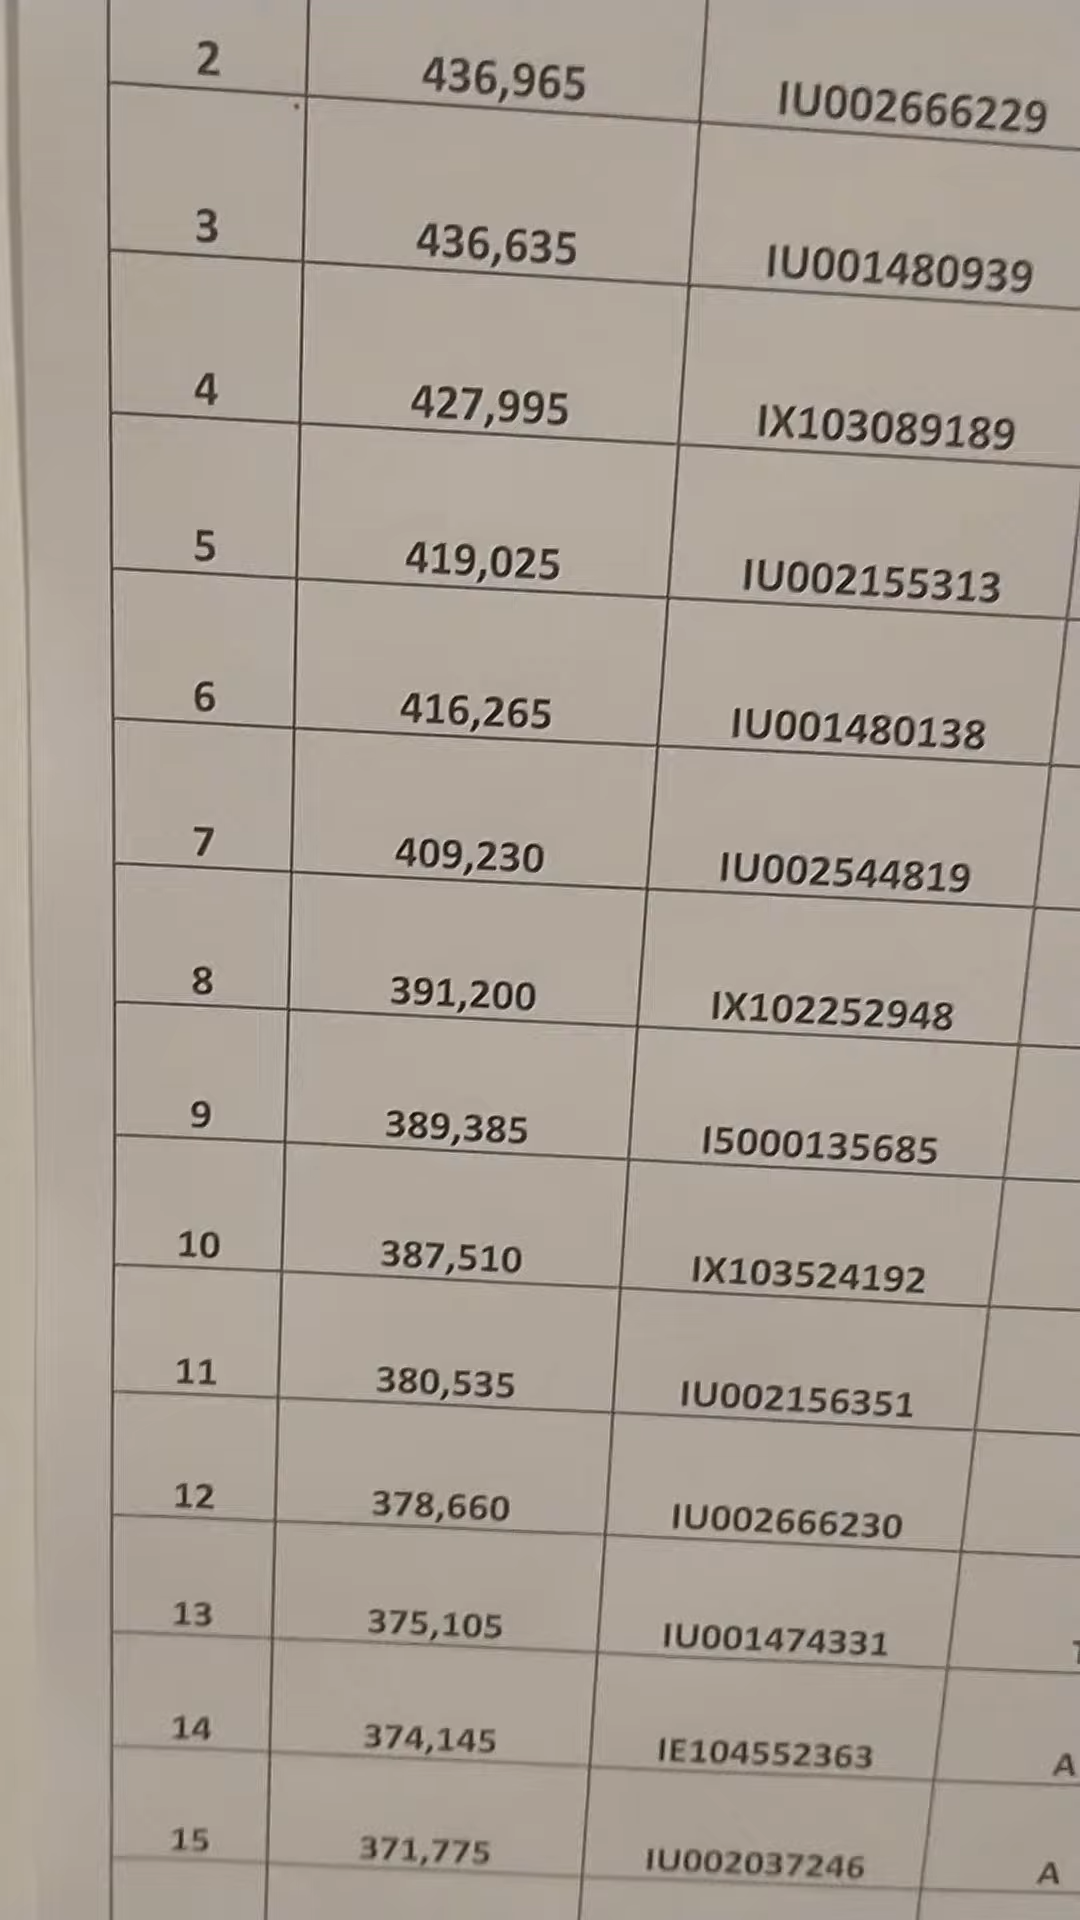 2 436,965 IU002666229
3 436,635 IU001480939
4 427,995 IX103089189
5 419,025 IU002155313
6 416,265 IU001480138
7 409,230 IU002544819
8 391,200 IX102252948
9 389,385 I5000135685
10 387,510 IX103524192
11 380,535 IU002156351
12 378,660 IU002666230
13 375,105 IU001474331
14 374,145 IE104552363 A
15 371,775 IU002037246 A